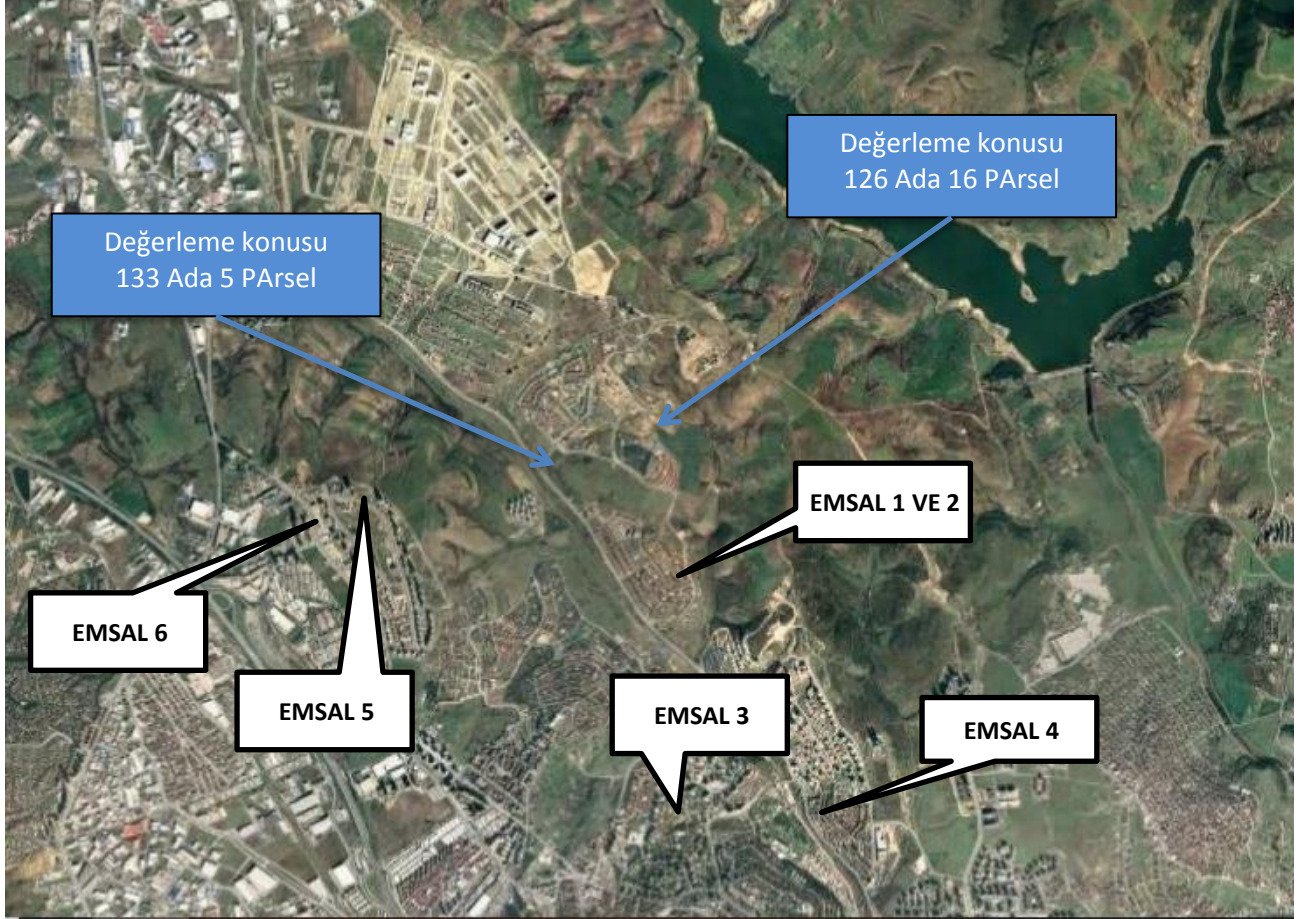 Değerleme konusu
126 Ada 16 PArsel
Değerleme konusu
133 Ada 5 PArsel
EMSAL 1 VE 2
EMSAL 6
EMSAL 5
EMSAL 3
EMSAL 4